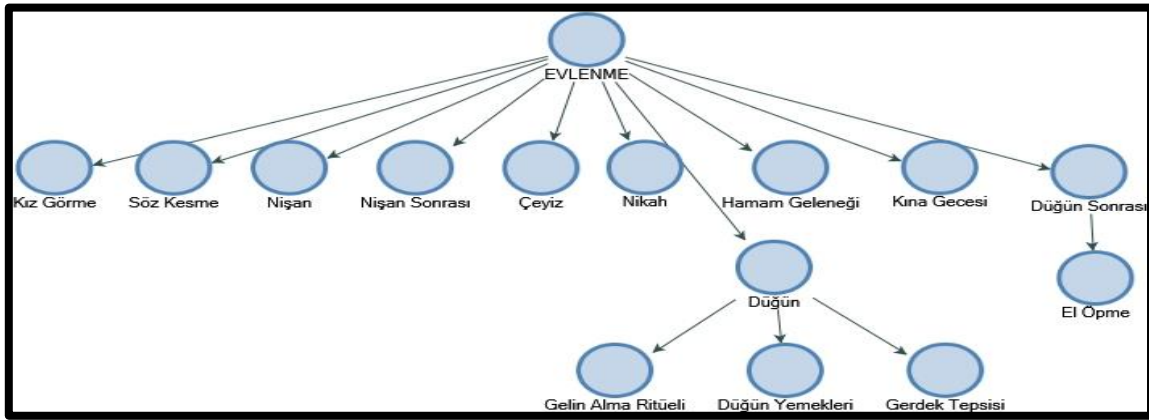 EVLENME
Kız Görme
Söz Kesme
Nişan
Nişan Sonrası
Çeyiz
Nikah
Hamam Geleneği
Kına Gecesi
Düğün Sonrası
Düğün
El Öpme
Gelin Alma Ritüeli
Düğün Yemekleri
Gerdek Tepsisi